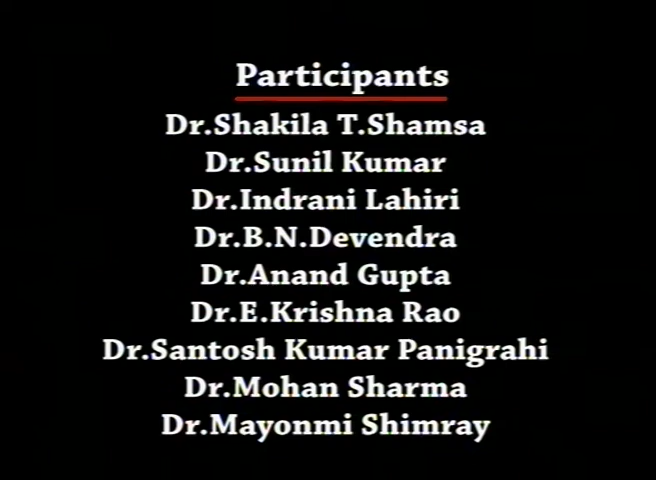 Participants
Dr.Shakila T.Shamsa
Dr.Sunil Kumar
Dr.Indrani Lahiri
Dr.B.N.Devendra
Dr.Anand Gupta
Dr.E.Krishna Rao
Dr.Santosh Kumar Panigrahi
Dr.Mohan Sharma
Dr.Mayonmi Shimray